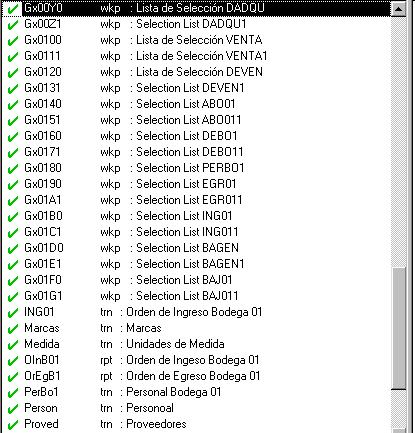 Gx00Y0 wkp : Lista de Selección DADQU
Gx00Z1 wkp : Selection List DADQU1
Gx0100 wkp : Lista de Selección VENTA
Gx0111 wkp : Lista de Selección VENTA1
Gx0120 wkp : Lista de Selección DEVEN
Gx0131 wkp : Selection List DEVEN1
Gx0140 wkp : Selection List ABO01
Gx0151 wkp : Selection List ABO011
Gx0160 wkp : Selection List DEBO1
Gx0171 wkp : Selection List DEBO11
Gx0180 wkp : Selection List PERBO1
Gx0190 wkp : Selection List EGR01
Gx01A1 wkp : Selection List EGR011
Gx01B0 wkp : Selection List ING01
Gx01C1 wkp : Selection List ING011
Gx01D0 wkp : Selection List BAGEN
Gx01E1 wkp : Selection List BAGEN1
Gx01F0 wkp : Selection List BAJ01
Gx01G1 wkp : Selection List BAJ011
ING01 trn : Orden de Ingreso Bodega 01
Marcas trn : Marcas
Medida trn : Unidades de Medida
OInB01 rpt : Orden de Ingeso Bodega 01
OrEgB1 rpt : Orden de Egreso Bodega 01
PerBo1 trn : Personal Bodega 01
Person trn : Personoal
Proved trn : Proveedores